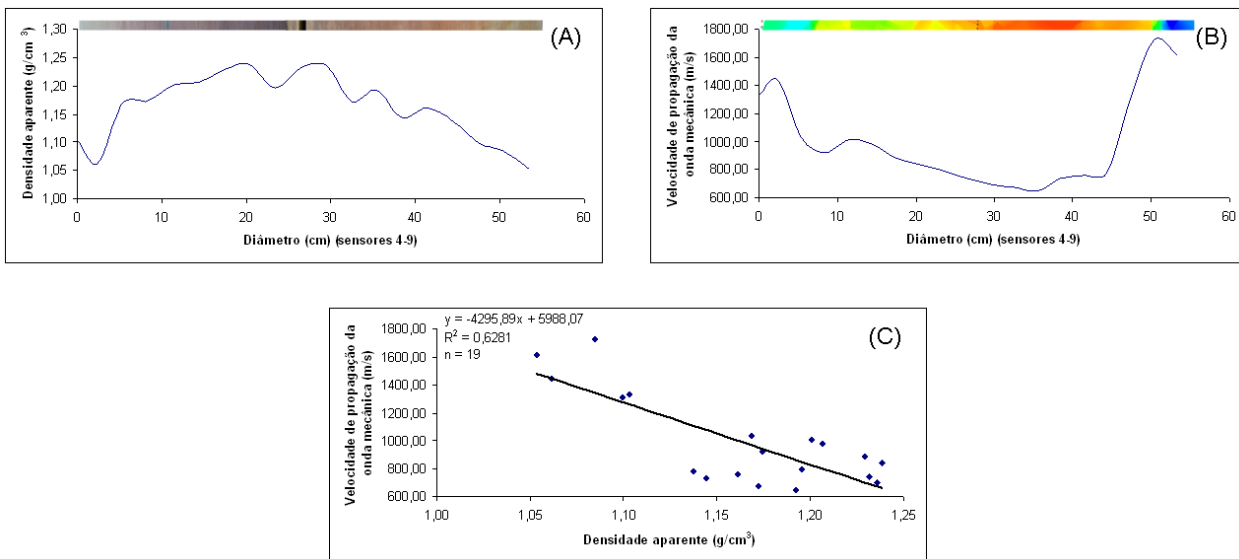 (A)
Densidade aparente (g/cm³)
1,30
1,25
1,20
1,15
1,10
1,05
1,00
0 10 20 30 40 50 60
Diâmetro (cm) (sensores 4-9)
(B)
Velocidade de propagação da
onda mecânica (m/s)
1800,00
1600,00
1400,00
1200,00
1000,00
800,00
600,00
0 10 20 30 40 50 60
Diâmetro (cm) (sensores 4-9)
(C)
y = -4295,89x + 5988,07
R² = 0,6281
n = 19
Velocidade de propagação da
onda mecânica (m/s)
1800,00
1600,00
1400,00
1200,00
1000,00
800,00
600,00
1,00 1,05 1,10 1,15 1,20 1,25
Densidade aparente (g/cm³)